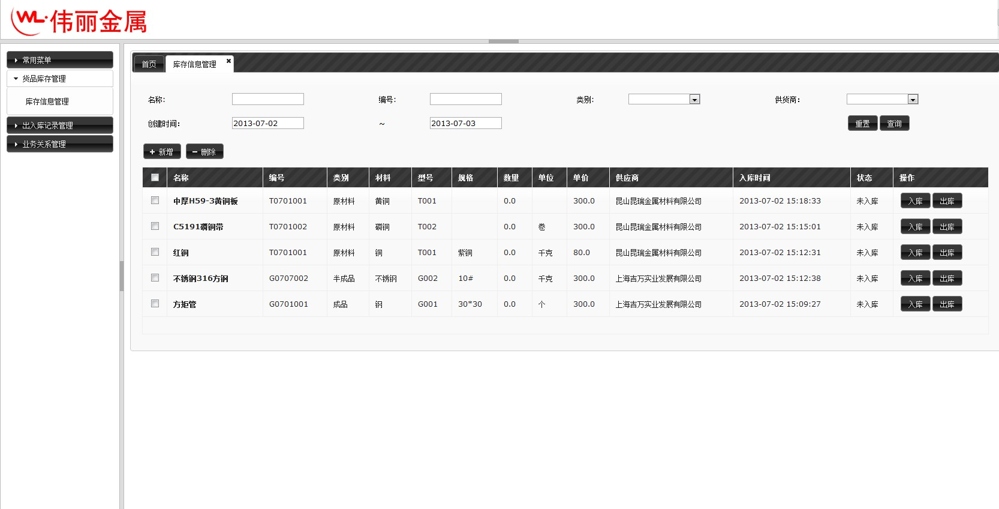 WL·伟丽金属
常用菜单
货品库存管理
库存信息管理
出入库记录管理
业务关系管理
首页 库存信息管理
名称: 编号: 类别: 供货商:
创建时间: 2013-07-02 ~ 2013-07-03 重置 查询
新增 删除
名称 编号 类别 材料 型号 规格 数量 单位 单价 供应商 入库时间 状态 操作
中厚H59-3黄铜板 T0701001 原材料 黄铜 T001 0.0 300.0 昆山昆瑞金属材料有限公司 2013-07-02 15:18:33 未入库 入库 出库
C5191磷铜带 T0701002 原材料 磷铜 T002 0.0 卷 300.0 昆山昆瑞金属材料有限公司 2013-07-02 15:15:01 未入库 入库 出库
红铜 T0701001 原材料 铜 T001 紫铜 0.0 千克 80.0 昆山昆瑞金属材料有限公司 2013-07-02 15:12:31 未入库 入库 出库
不锈钢316方钢 G0707002 半成品 不锈钢 G002 10# 0.0 千克 300.0 上海吉万实业发展有限公司 2013-07-02 15:12:38 未入库 入库 出库
方矩管 G0701001 成品 钢 G001 30*30 0.0 个 300.0 上海吉万实业发展有限公司 2013-07-02 15:09:27 未入库 入库 出库